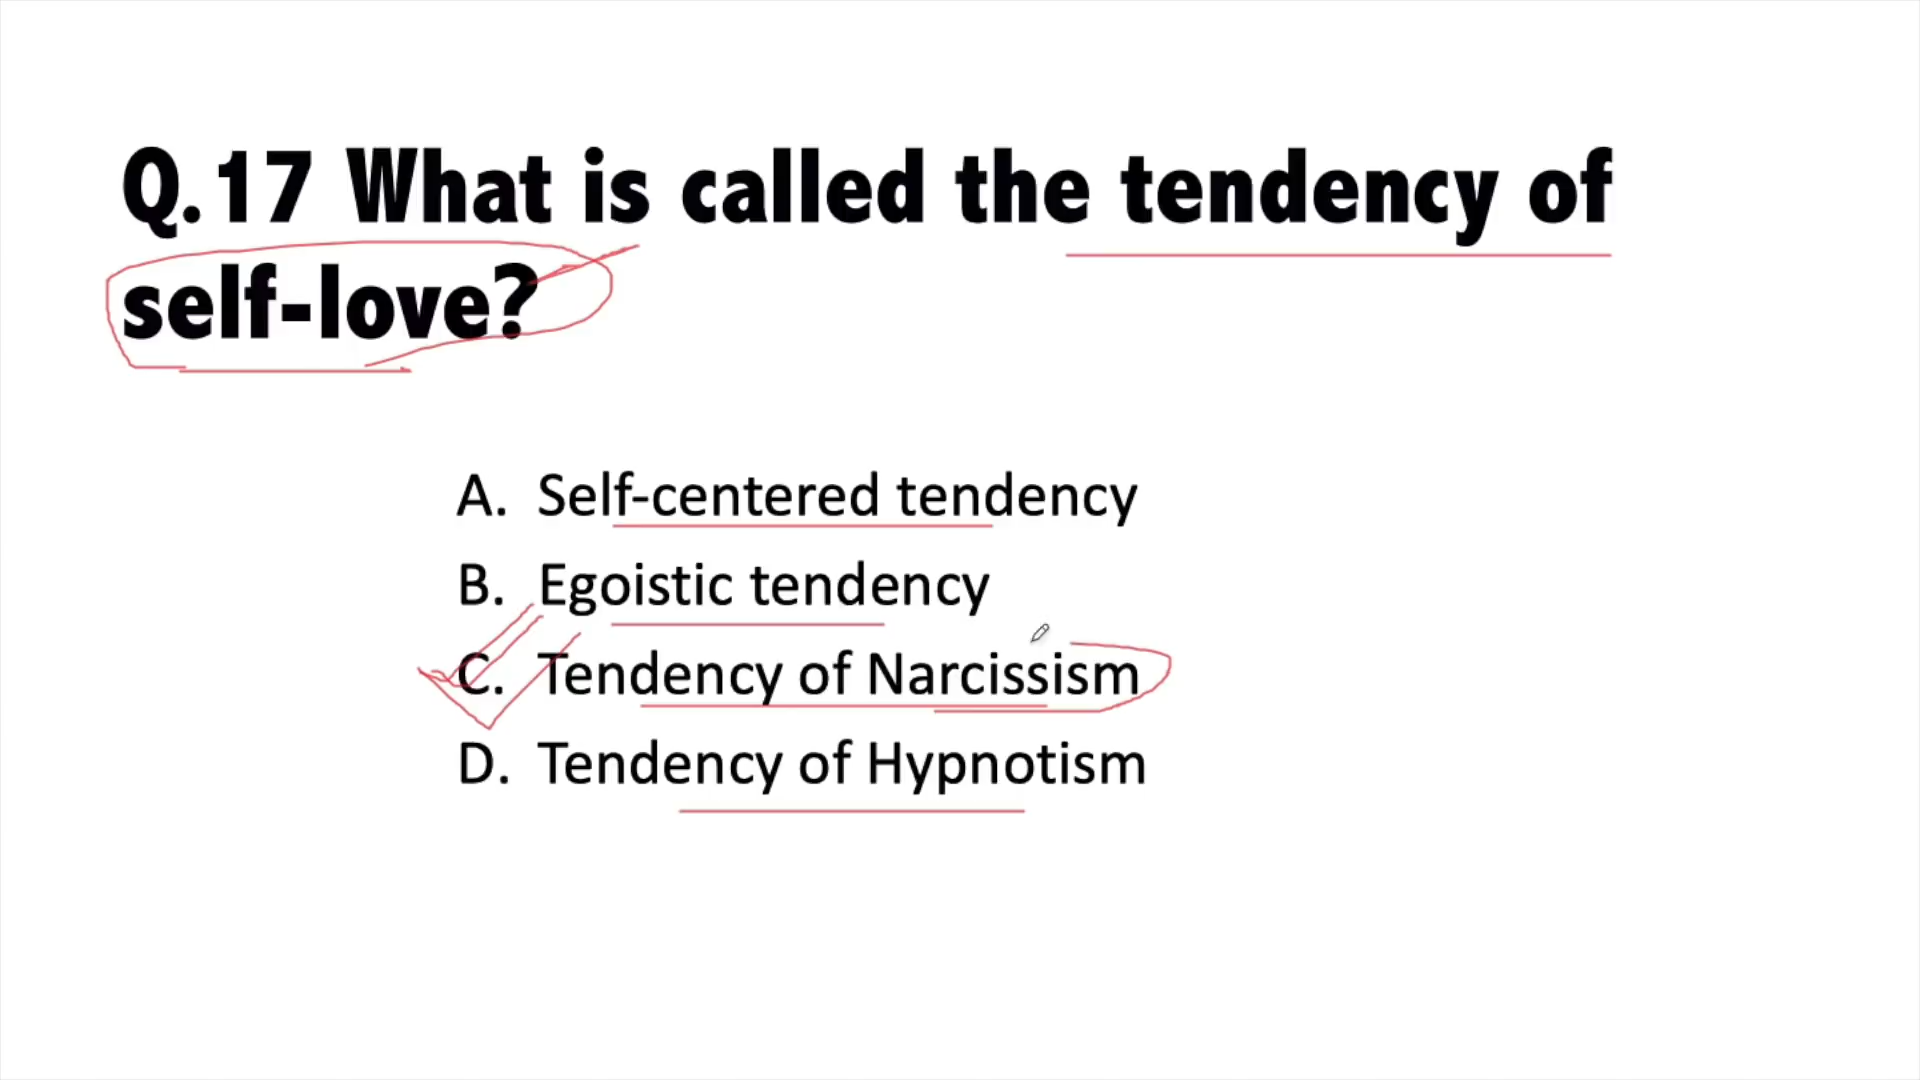 Q.17 What is called the tendency of
self-love?
A. Self-centered tendency
B. Egoistic tendency
C. Tendency of Narcissism
D. Tendency of Hypnotism